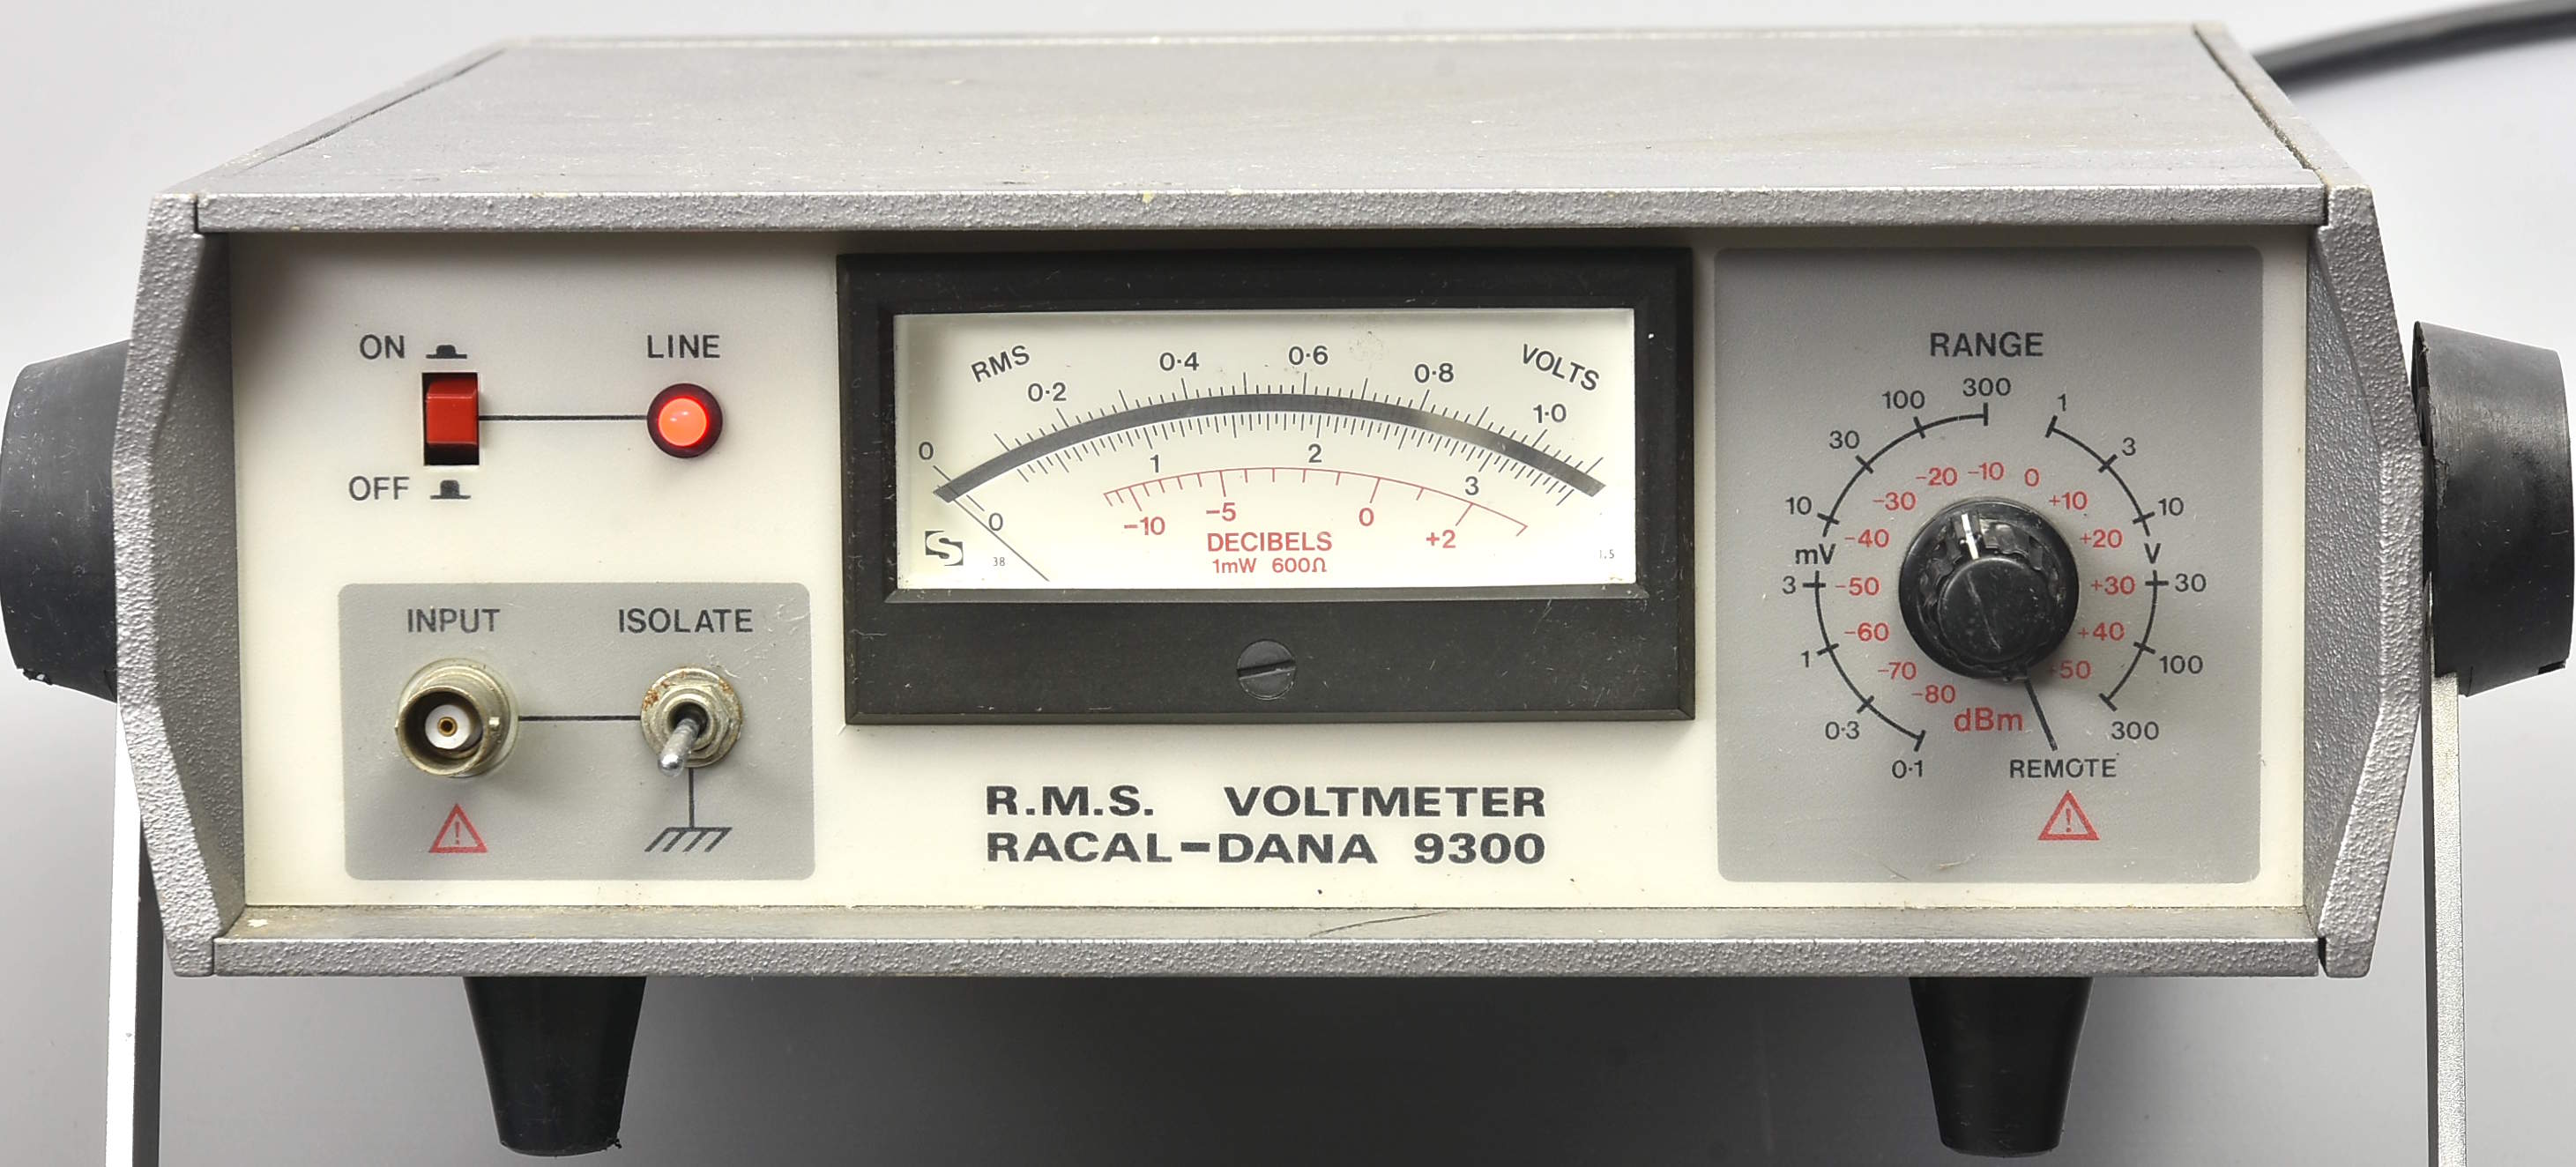 ON
LINE
OFF
INPUT
ISOLATE
RMS
VOLTS
0 0·2 0·4 0·6 0·8 1·0
0 1 2 3
-10 -5 0 +2
DECIBELS
1mW 600Ω
38
1.5
R.M.S. VOLTMETER
RACAL-DANA 9300
RANGE
0·1 0·3 1 3 10 30 100 300
mV
1 3 10 30 100 300
V
-80 -70 -60 -50 -40 -30 -20 -10 0 +10 +20 +30 +40 50
dBm
REMOTE